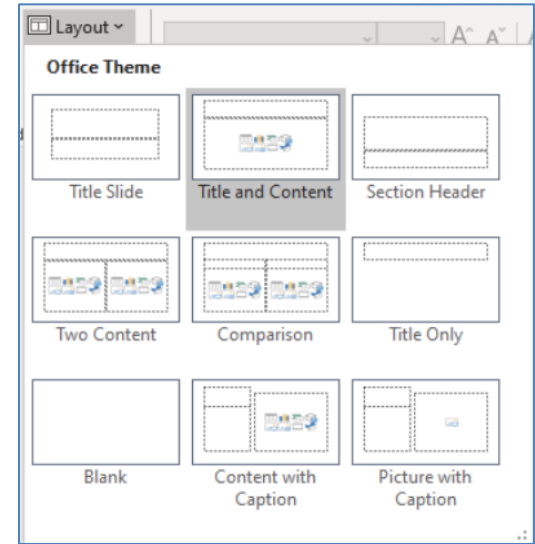 Layout
A A
Office Theme
Title Slide
Title and Content
Section Header
Two Content
Comparison
Title Only
Blank
Content with
Caption
Picture with
Caption